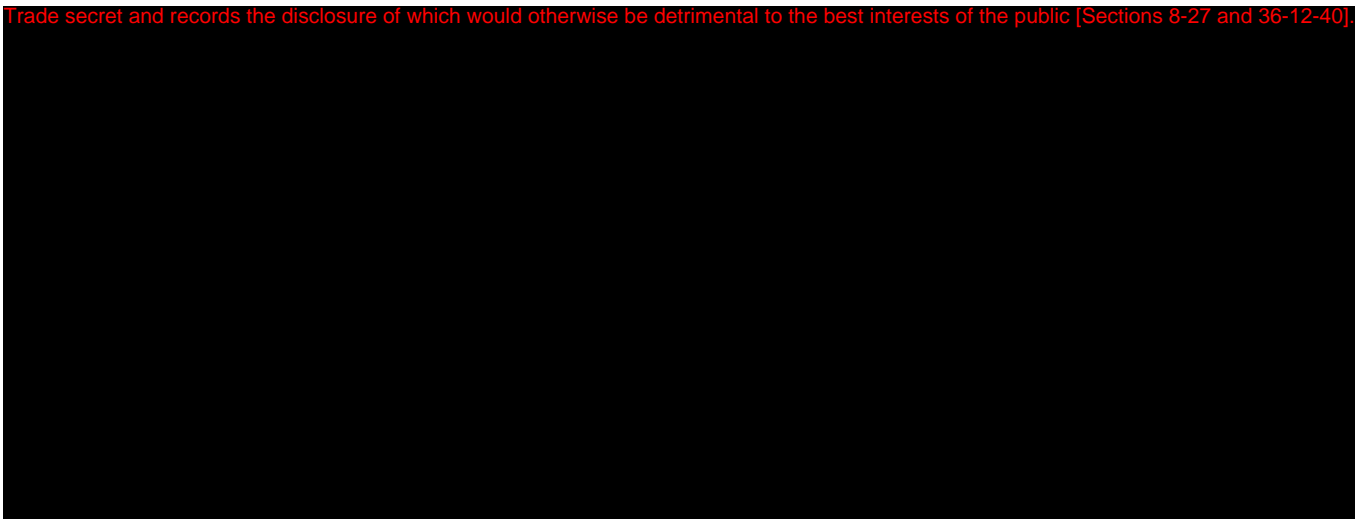 Trade secret and records the disclosure of which would otherwise be detrimental to the best interests of the public [Sections 8-27 and 36-12-40].